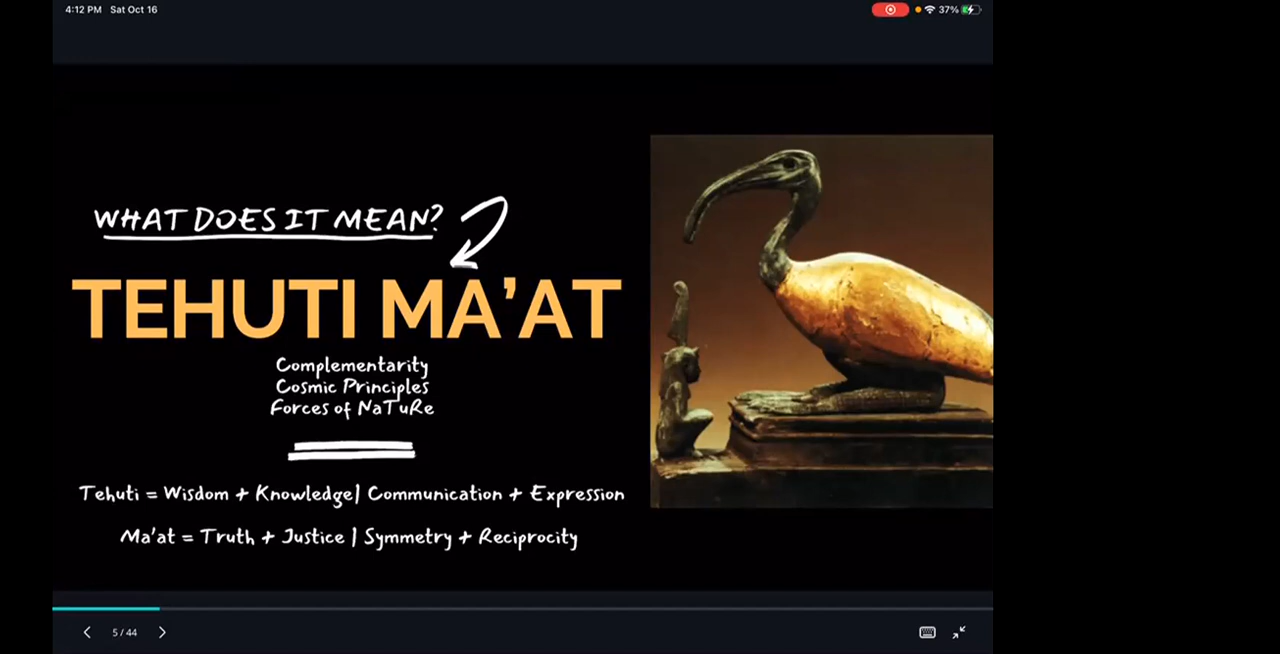 4:12 PM Sat Oct 16
37%
WHAT DOES IT MEAN?
TEHUTI MA'AT
Complementarity
Cosmic Principles
Forces of NaTuRe
Tehuti = Wisdom + Knowledge| Communication + Expression
Ma'at = Truth + Justice | Symmetry + Reciprocity
5 / 44